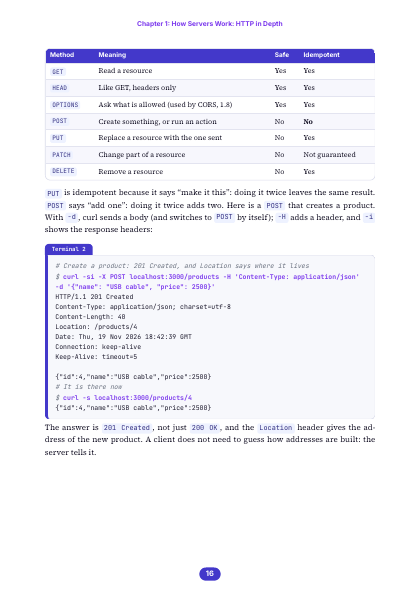 Chapter 1: How Servers Work: HTTP in Depth
Method Meaning Safe Idempotent
GET Read a resource Yes Yes
HEAD Like GET, headers only Yes Yes
OPTIONS Ask what is allowed (used by CORS, 1.8) Yes Yes
POST Create something, or run an action No No
PUT Replace a resource with the one sent No Yes
PATCH Change part of a resource No Not guaranteed
DELETE Remove a resource No Yes
PUT is idempotent because it says “make it this”: doing it twice leaves the same result.
POST says “add one”: doing it twice adds two. Here is a POST that creates a product.
With -d, curl sends a body (and switches to POST by itself); -H adds a header, and -i
shows the response headers:
Terminal 2
# Create a product: 201 Created, and Location says where it lives
$ curl -si -X POST localhost:3000/products -H 'Content-Type: application/json'
-d '{"name": "USB cable", "price": 2500}'
HTTP/1.1 201 Created
Content-Type: application/json; charset=utf-8
Content-Length: 40
Location: /products/4
Date: Thu, 19 Nov 2026 18:42:39 GMT
Connection: keep-alive
Keep-Alive: timeout=5
{"id":4,"name":"USB cable","price":2500}
# It is there now
$ curl -s localhost:3000/products/4
{"id":4,"name":"USB cable","price":2500}
The answer is 201 Created, not just 200 OK, and the Location header gives the ad-
dress of the new product. A client does not need to guess how addresses are built: the
server tells it.
16